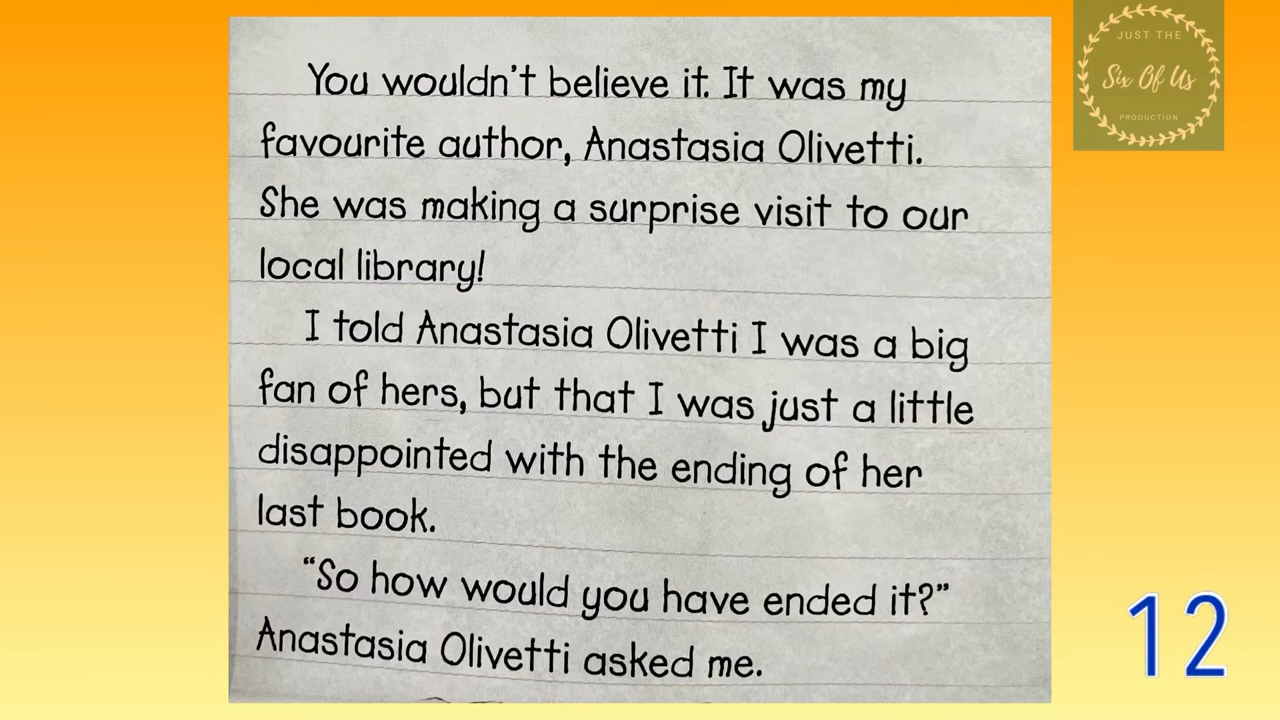 JUST THE
Six Of Us
PRODUCTION
You wouldn't believe it. It was my
favourite author, Anastasia Olivetti.
She was making a surprise visit to our
local library!
I told Anastasia Olivetti I was a big
fan of hers, but that I was just a little
disappointed with the ending of her
last book.
“So how would you have ended it?”
Anastasia Olivetti asked me.
12